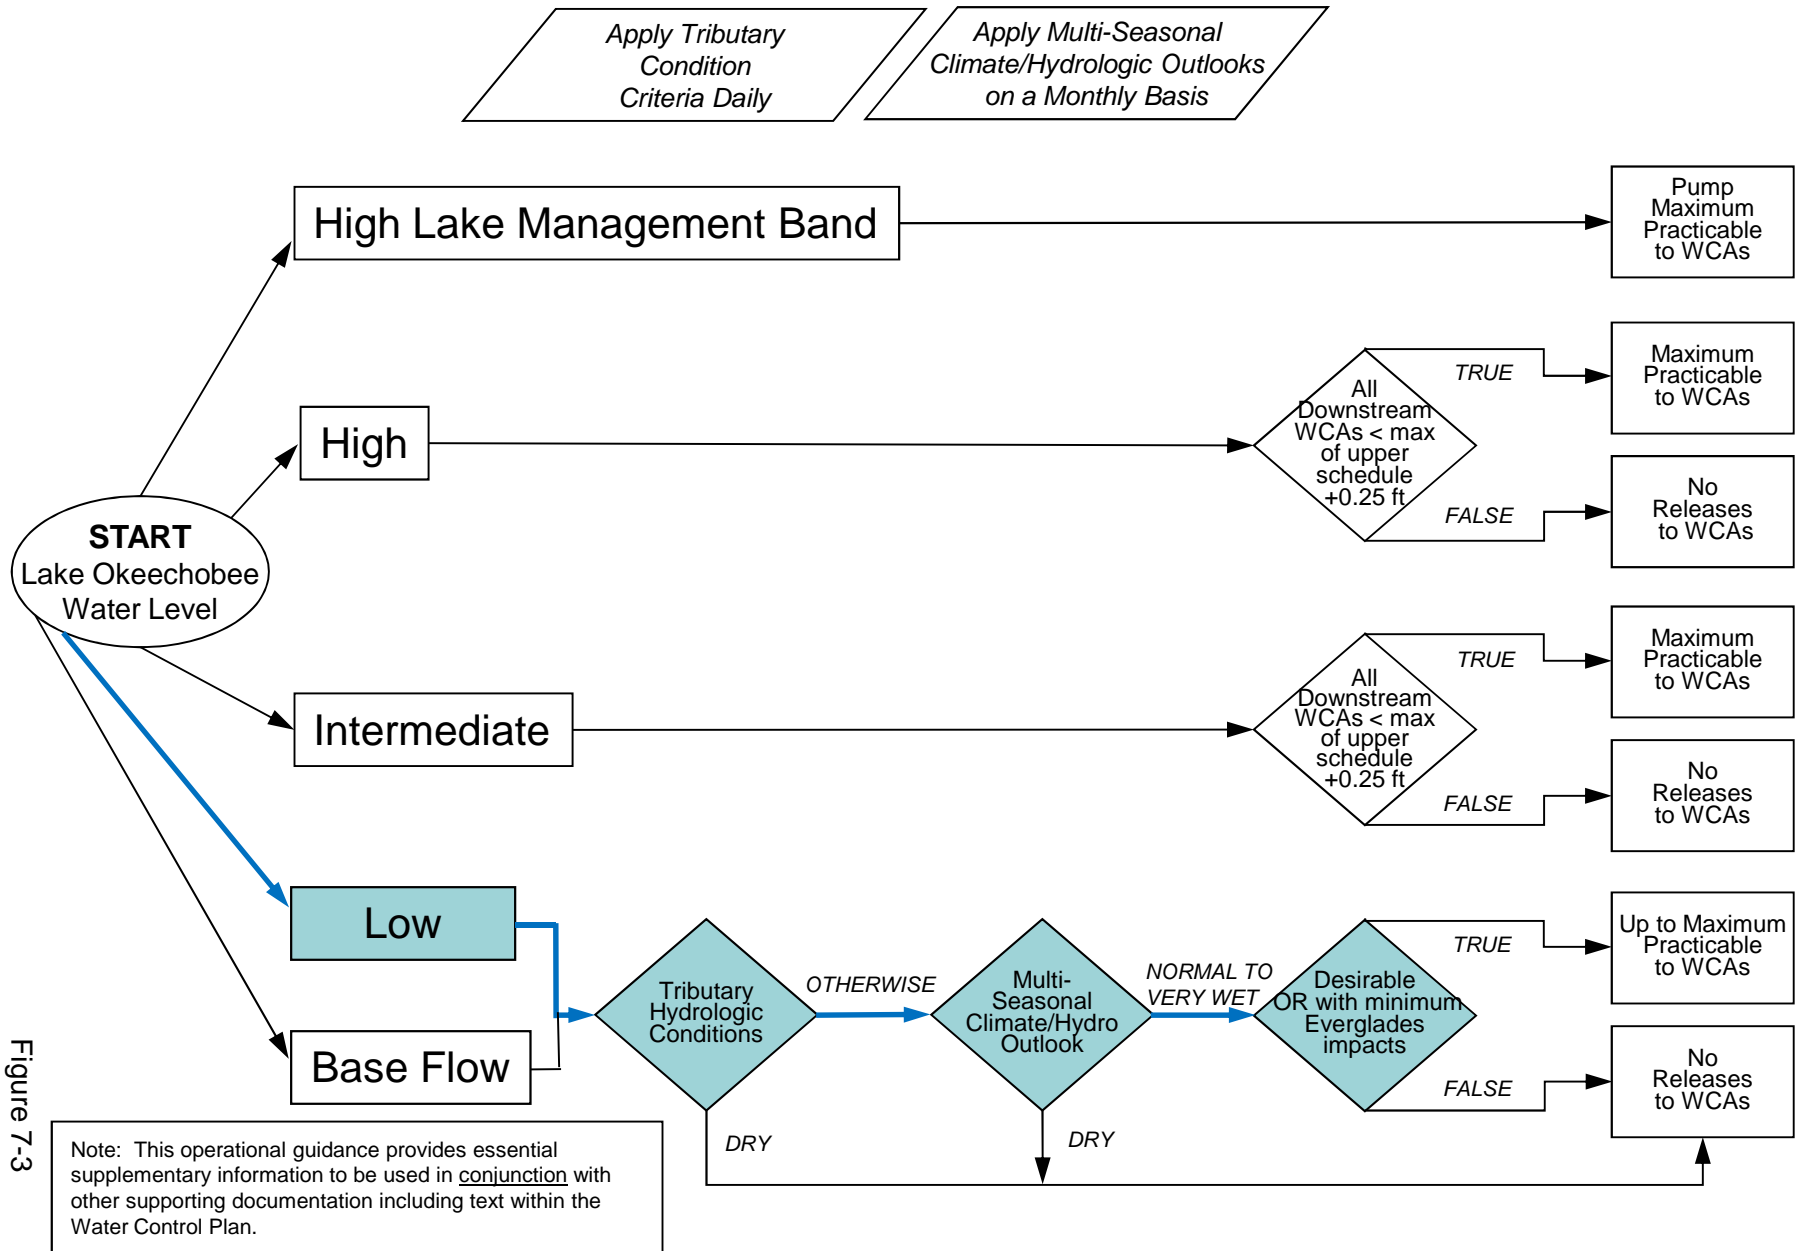 Apply Tributary
Condition
Criteria Daily
Apply Multi-Seasonal
Climate/Hydrologic Outlooks
on a Monthly Basis
High Lake Management Band
Pump
Maximum
Practicable
to WCAs
High
All
Downstream
WCAs < max
of upper
schedule
+0.25 ft
TRUE
Maximum
Practicable
to WCAs
FALSE
No
Releases
to WCAs
START
Lake Okeechobee
Water Level
Intermediate
All
Downstream
WCAs < max
of upper
schedule
+0.25 ft
TRUE
Maximum
Practicable
to WCAs
FALSE
No
Releases
to WCAs
Low
Base Flow
Tributary
Hydrologic
Conditions
OTHERWISE
DRY
Multi-
Seasonal
Climate/Hydro
Outlook
NORMAL TO
VERY WET
DRY
Desirable
OR with minimum
Everglades
impacts
TRUE
Up to Maximum
Practicable
to WCAs
FALSE
No
Releases
to WCAs
Figure 7-3
Note: This operational guidance provides essential
supplementary information to be used in conjunction with
other supporting documentation including text within the
Water Control Plan.